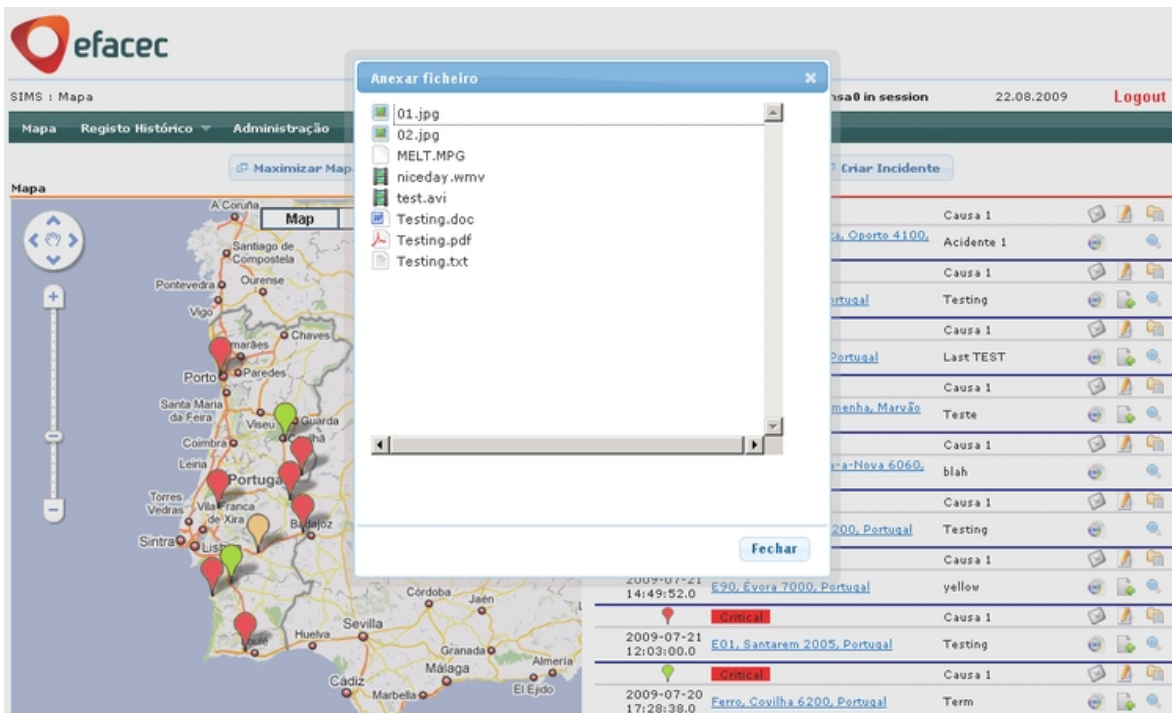 efacec
SIMS : Mapa
in session
22.08.2009
Logout
Mapa Registo Histórico Administração
Maximizar Map
Criar Incidente
Mapa
Anexar ficheiro
01.jpg
02.jpg
MELT.MPG
niceday.wmv
test.avi
Testing.doc
Testing.pdf
Testing.txt
Fechar
A Coruña
Map
Santiago de
Compostela
Pontevedra
Ourense
Vigo
Chaves
Porto
Paredes
Santa Maria
da Feira
Viseu
Guarda
Coimbra
Leiria
Torres
Vedras
Vila Franca
de Xira
Badajoz
Sintra
Córdoba
Jaén
Sevilla
Huelva
Granada
Almería
Málaga
Cádiz
Marbella
El Ejido
Causa 1
Oporto 4100,
Acidente 1
Causa 1
Testing
Causa 1
Portugal
Last TEST
Causa 1
Marvão
Teste
Causa 1
6060,
blah
Causa 1
Portugal
Testing
Causa 1
2009-07-21
14:49:52.0
E90, Évora 7000, Portugal
yellow
Critical
Causa 1
2009-07-21
12:03:00.0
E01, Santarem 2005, Portugal
Testing
Critical
Causa 1
2009-07-20
17:28:38.0
Ferro, Covilha 6200, Portugal
Term